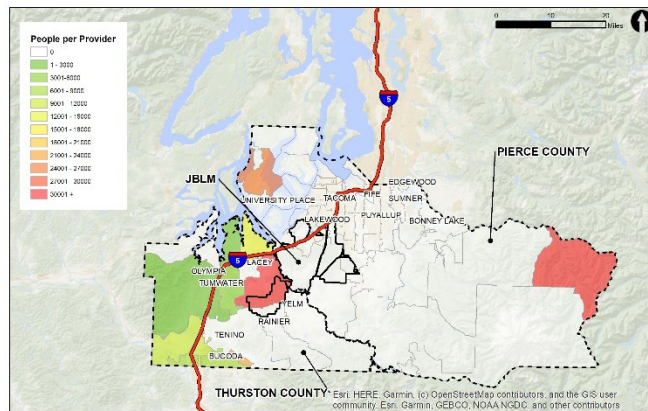 People per Provider
0
1 - 3000
3001-6000
6001 - 9000
9001 - 12000
12001 - 15000
15001 - 18000
18001 - 21000
21001 - 24000
24001 - 27000
27001 - 30000
30001 +
0
10
20
Miles
N
5
PIERCE COUNTY
JBLM
EDGEWOOD
UNIVERSITY PLACE
TACOMA
FIFE
SUMNER
PUYALLUP
BONNEY LAKE
LAKEWOOD
5
LACEY
OLYMPIA
TUMWATER
YELM
RAINIER
TENINO
BUCODA
THURSTON COUNTY
Esri, HERE, Garmin, (c) OpenStreetMap contributors, and the GIS user
community, Esri, Garmin, GEBCO, NOAA NGDC, and other contributors